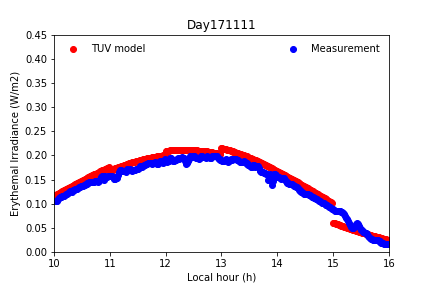 Day171111
TUV model
Measurement
Erythemal Irradiance (W/m2)
0.45
0.40
0.35
0.30
0.25
0.20
0.15
0.10
0.05
0.00
10 11 12 13 14 15 16
Local hour (h)